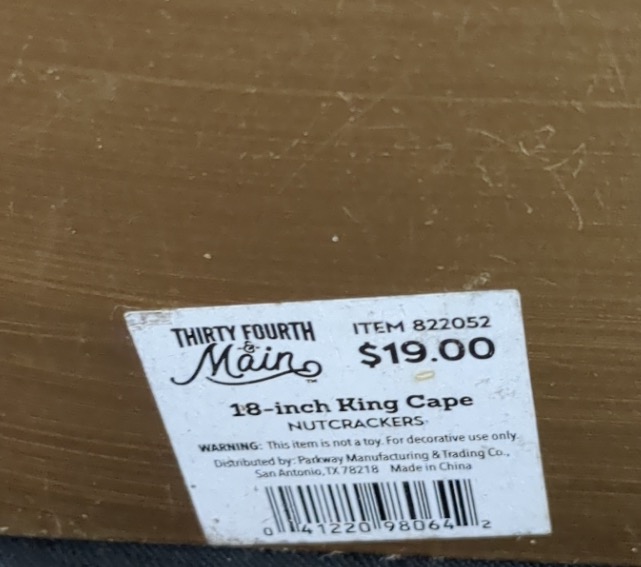 THIRTY FOURTH
&
Main™
ITEM 822052
$19.00
18-inch King Cape
NUTCRACKERS
WARNING: This item is not a toy. For decorative use only.
Distributed by: Parkway Manufacturing & Trading Co.,
San Antonio, TX 78218 Made in China
0 41220 98064 2